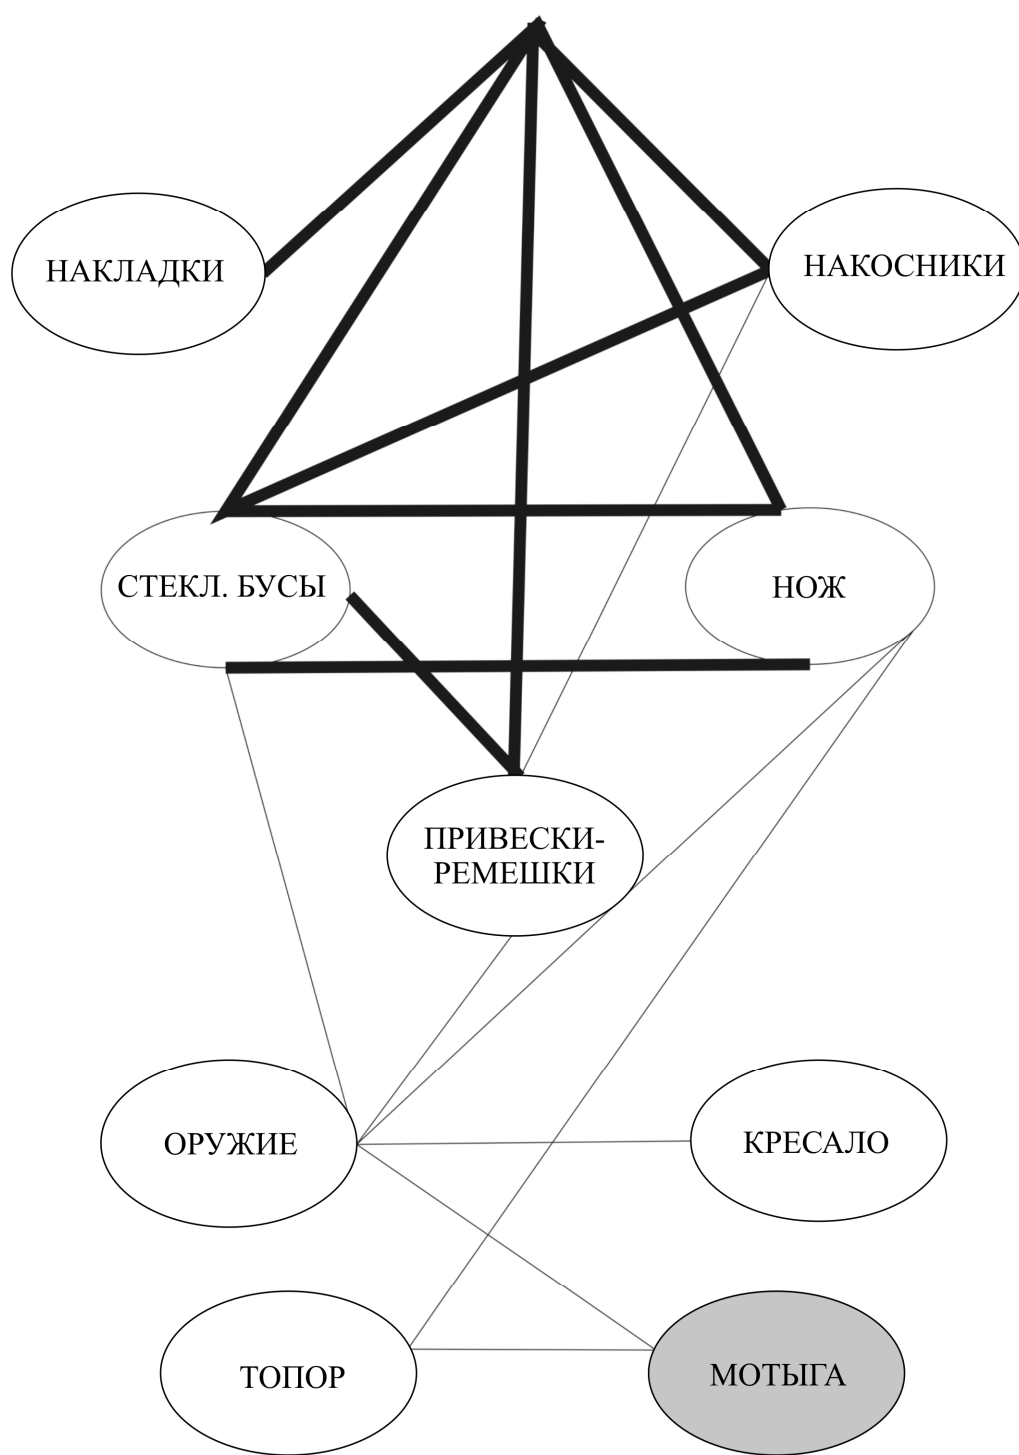 НАКЛАДКИ
НАКОСНИКИ
СТЕКЛ. БУСЫ
НОЖ
ПРИВЕСКИ-
РЕМЕШКИ
ОРУЖИЕ
КРЕСАЛО
ТОПОР
МОТЫГА